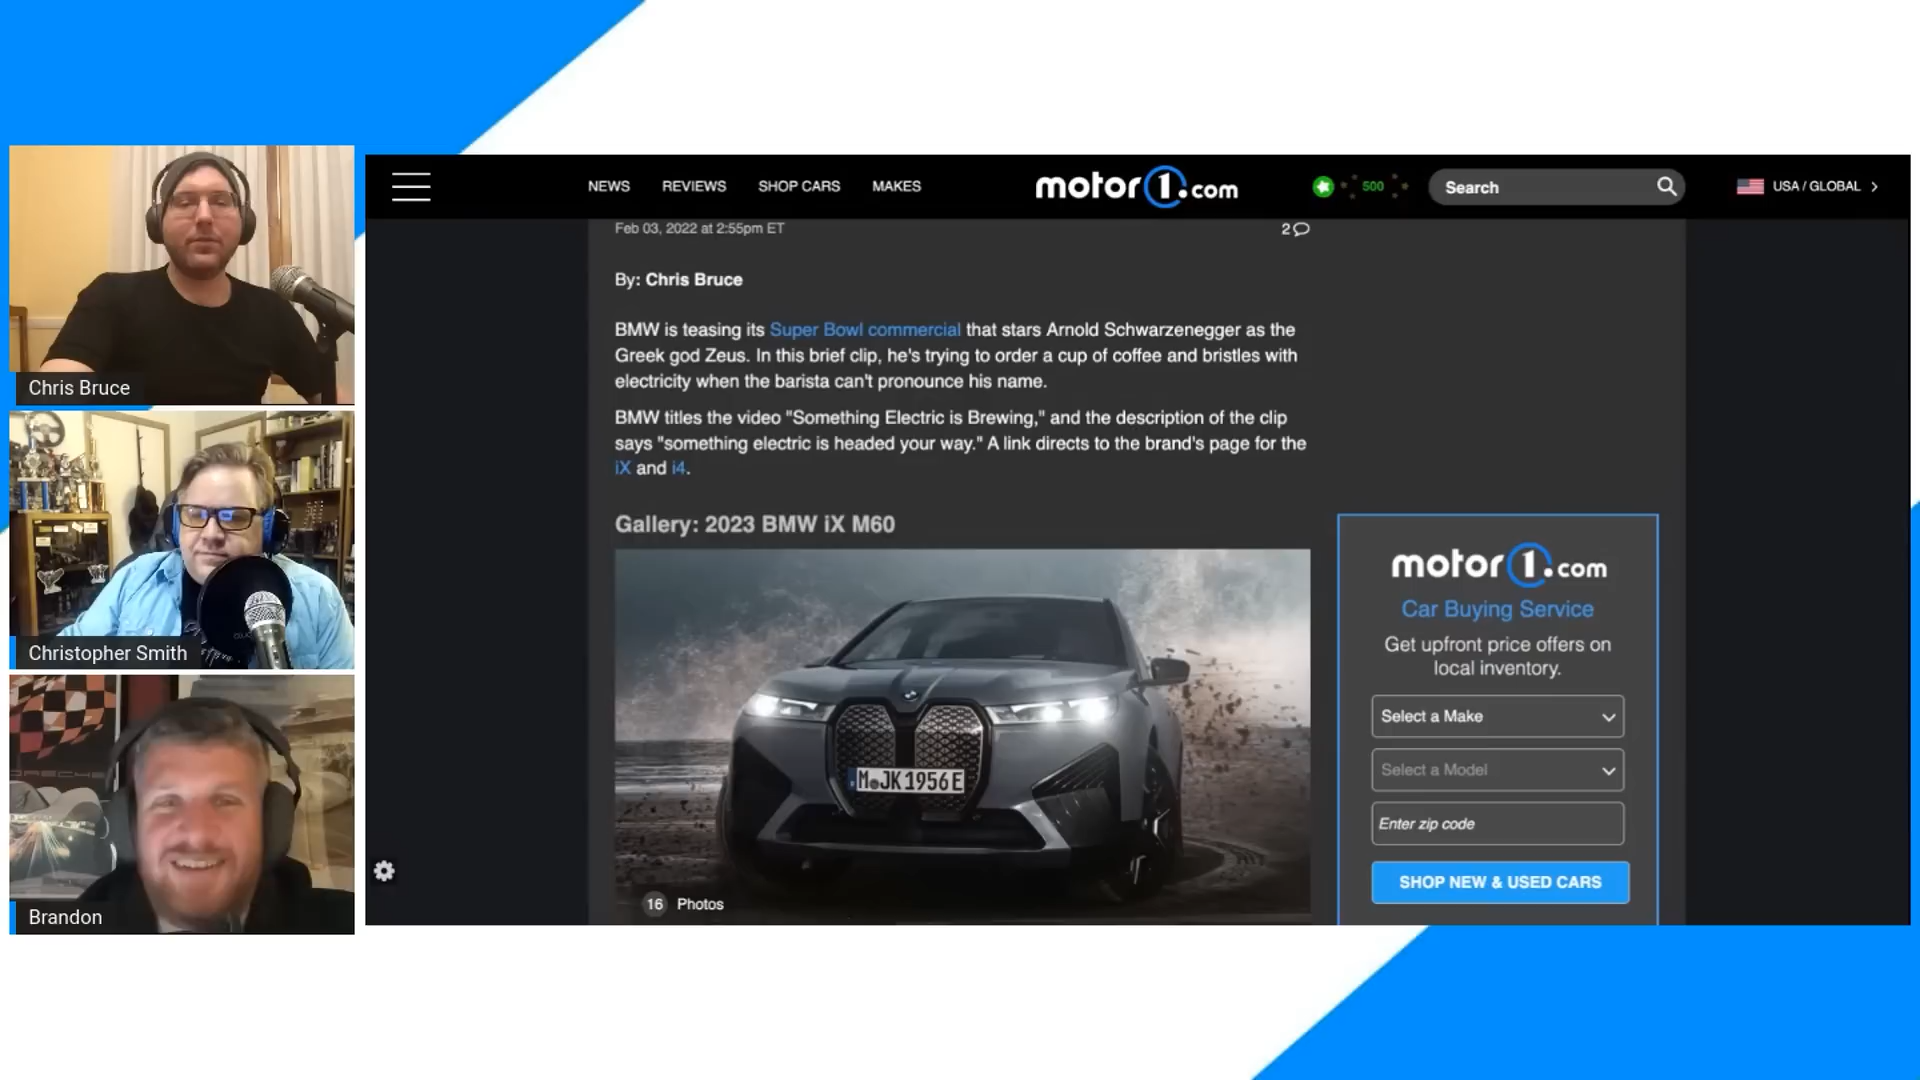 NEWS REVIEWS SHOP CARS MAKES motor1.com 500 Search USA / GLOBAL
Feb 03, 2022 at 2:55pm ET 2
By: Chris Bruce
BMW is teasing its Super Bowl commercial that stars Arnold Schwarzenegger as the
Greek god Zeus. In this brief clip, he's trying to order a cup of coffee and bristles with
electricity when the barista can't pronounce his name.
BMW titles the video "Something Electric is Brewing," and the description of the clip
says "something electric is headed your way." A link directs to the brand's page for the
iX and i4.
Gallery: 2023 BMW iX M60
M JK 1956E
16 Photos
motor1.com
Car Buying Service
Get upfront price offers on
local inventory.
Select a Make
Select a Model
Enter zip code
SHOP NEW & USED CARS
Chris Bruce
Christopher Smith
Brandon